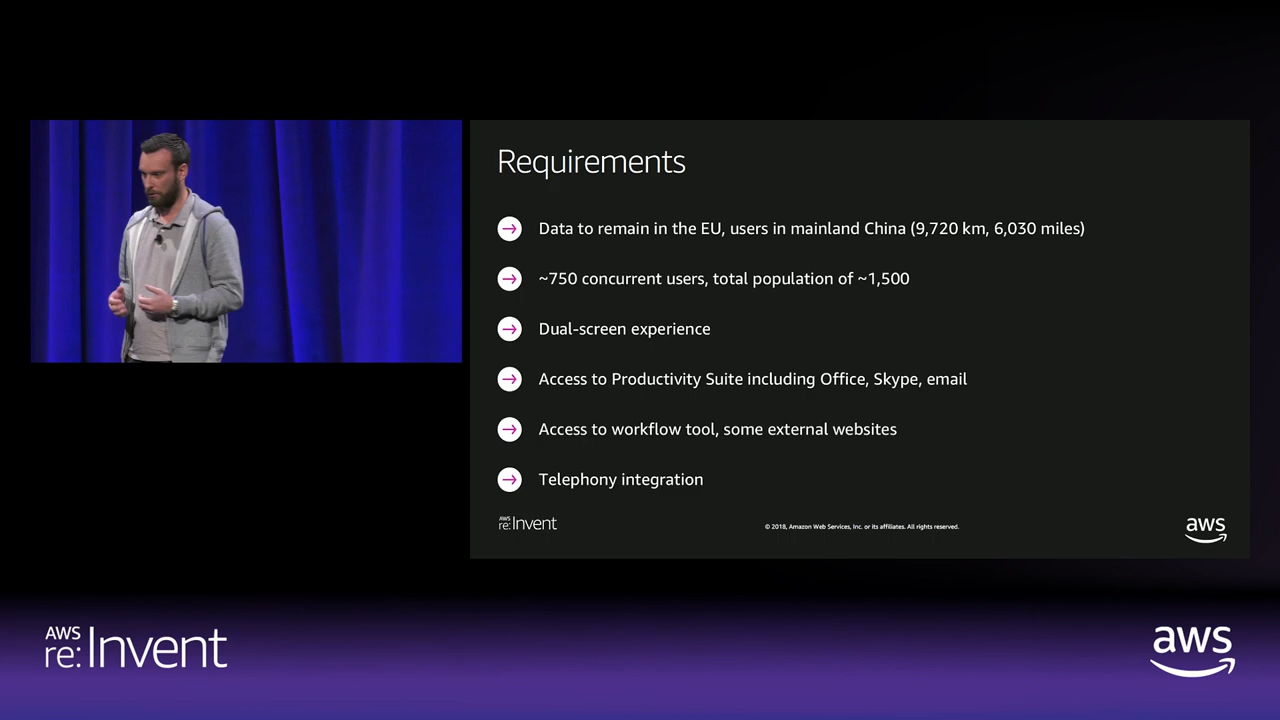 Requirements
Data to remain in the EU, users in mainland China (9,720 km, 6,030 miles)
~750 concurrent users, total population of ~1,500
Dual-screen experience
Access to Productivity Suite including Office, Skype, email
Access to workflow tool, some external websites
Telephony integration
AWS
re:Invent
© 2018, Amazon Web Services, Inc. or its affiliates. All rights reserved.
aws
AWS
re:Invent
aws